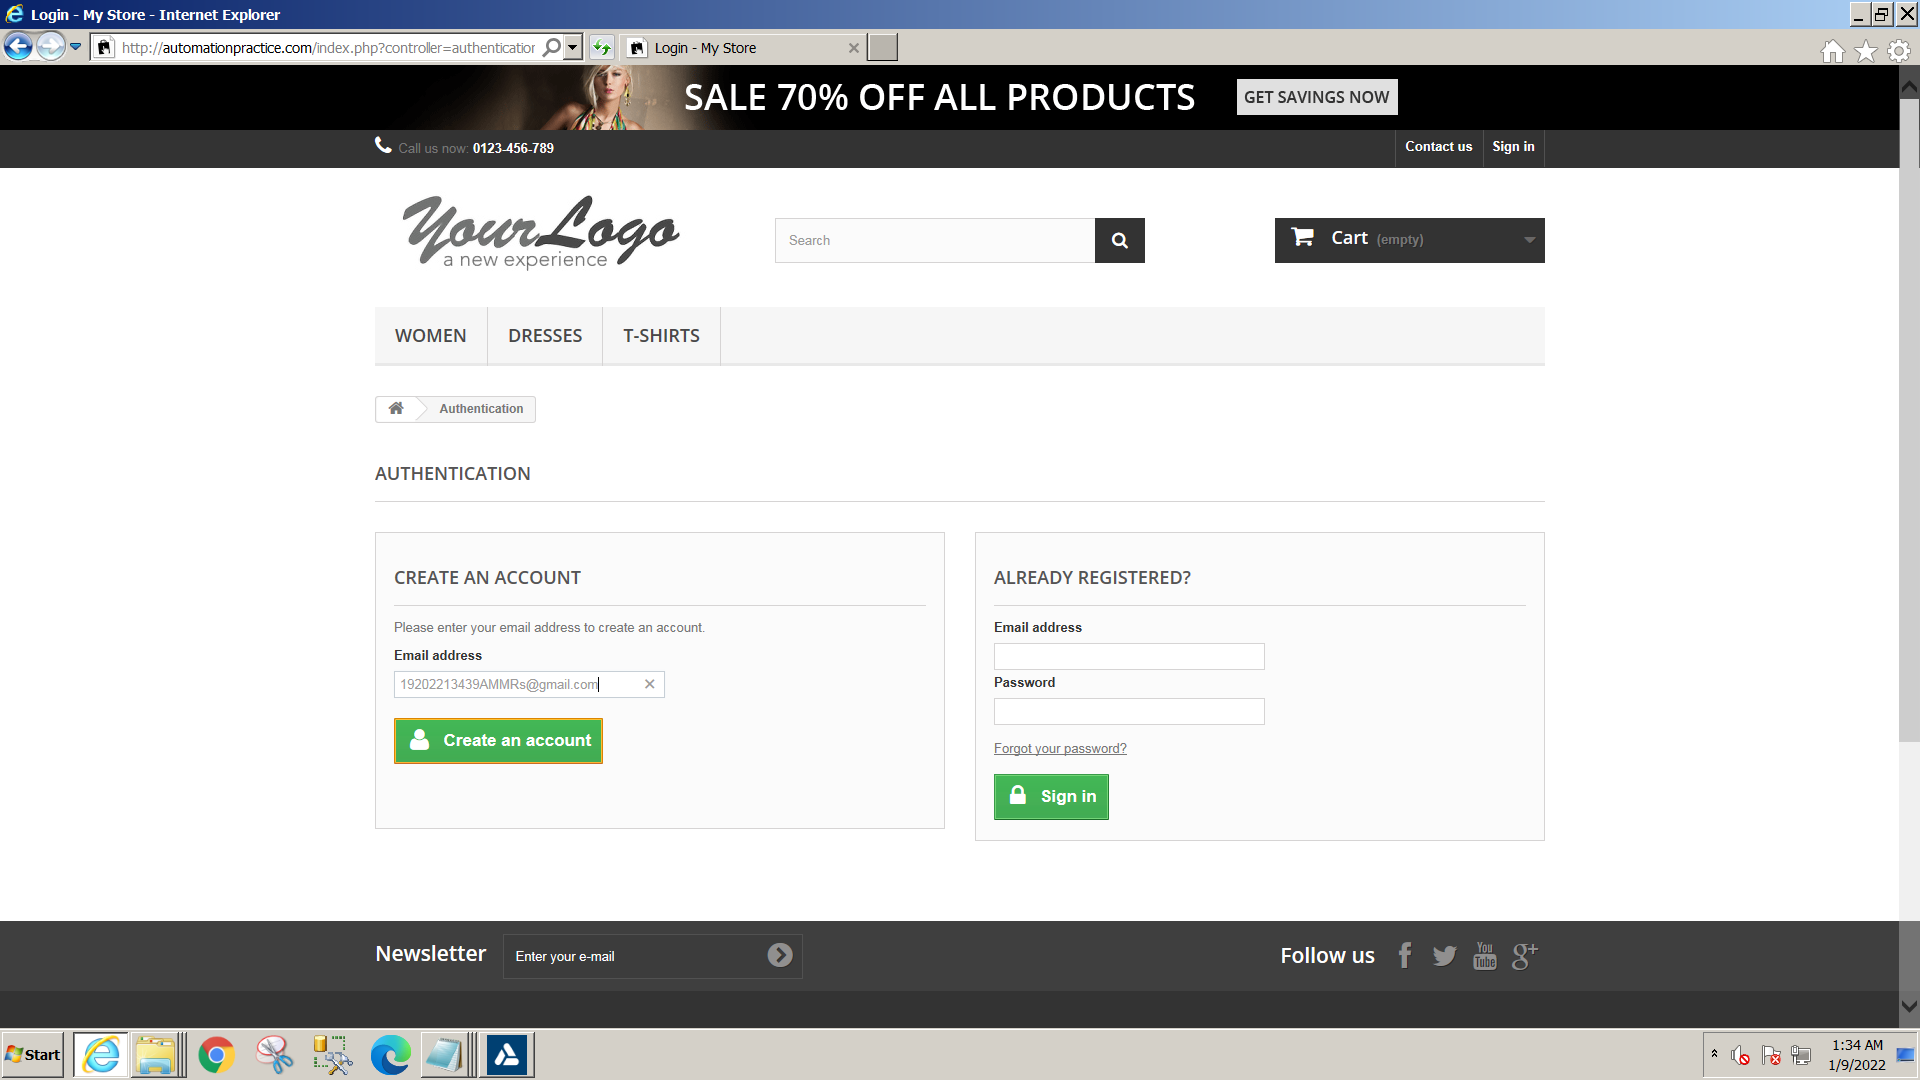 Login - My Store - Internet Explorer
http://automationpractice.com/index.php?controller=authentication
Login - My Store
SALE 70% OFF ALL PRODUCTS
GET SAVINGS NOW
Call us now: 0123-456-789
Contact us
Sign in
YourLogo
a new experience
Search
Cart (empty)
WOMEN
DRESSES
T-SHIRTS
Authentication
AUTHENTICATION
CREATE AN ACCOUNT
Please enter your email address to create an account.
Email address
19202213439AMMRs@gmail.com
Create an account
ALREADY REGISTERED?
Email address
Password
Forgot your password?
Sign in
Newsletter
Enter your e-mail
Follow us
You
Tube
g+
Start
1:34 AM
1/9/2022